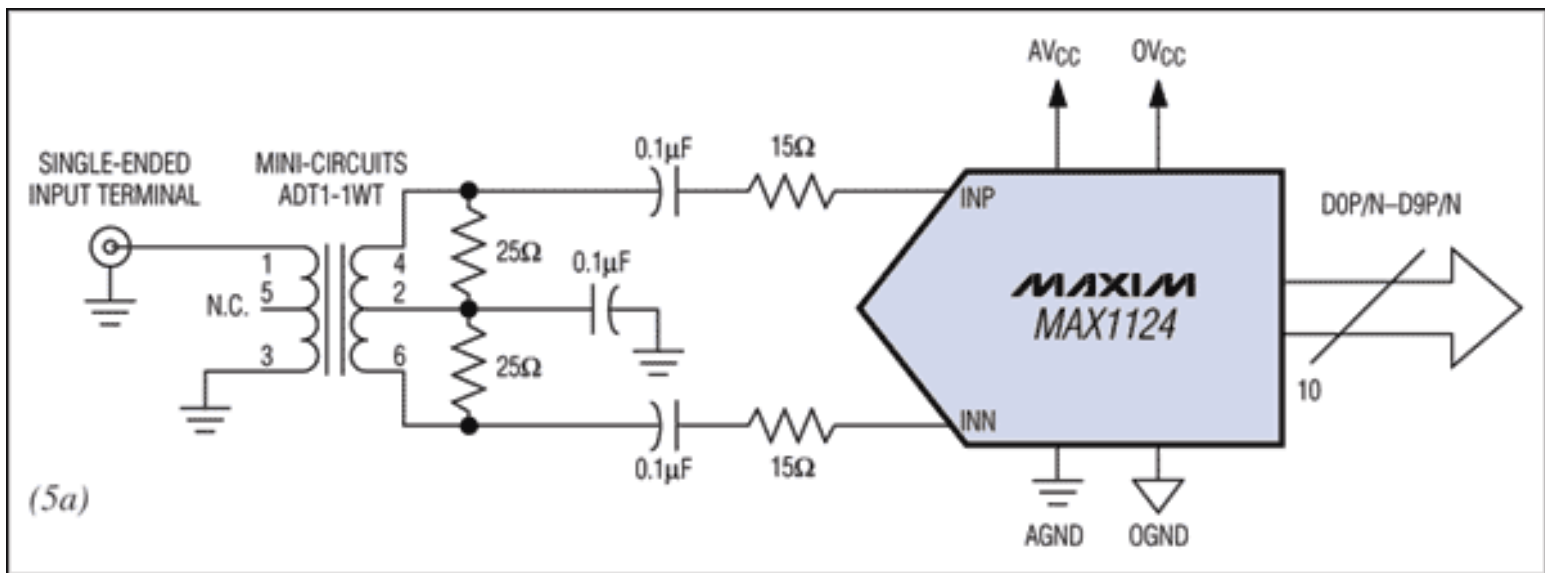 SINGLE-ENDED
INPUT TERMINAL
MINI-CIRCUITS
ADT1-1WT
1
5
3
N.C.
4
2
6
25Ω
25Ω
0.1µF
0.1µF
15Ω
0.1µF
15Ω
AVCC
OVCC
INP
MAXIM
MAX1124
INN
D0P/N–D9P/N
10
AGND
OGND
(5a)